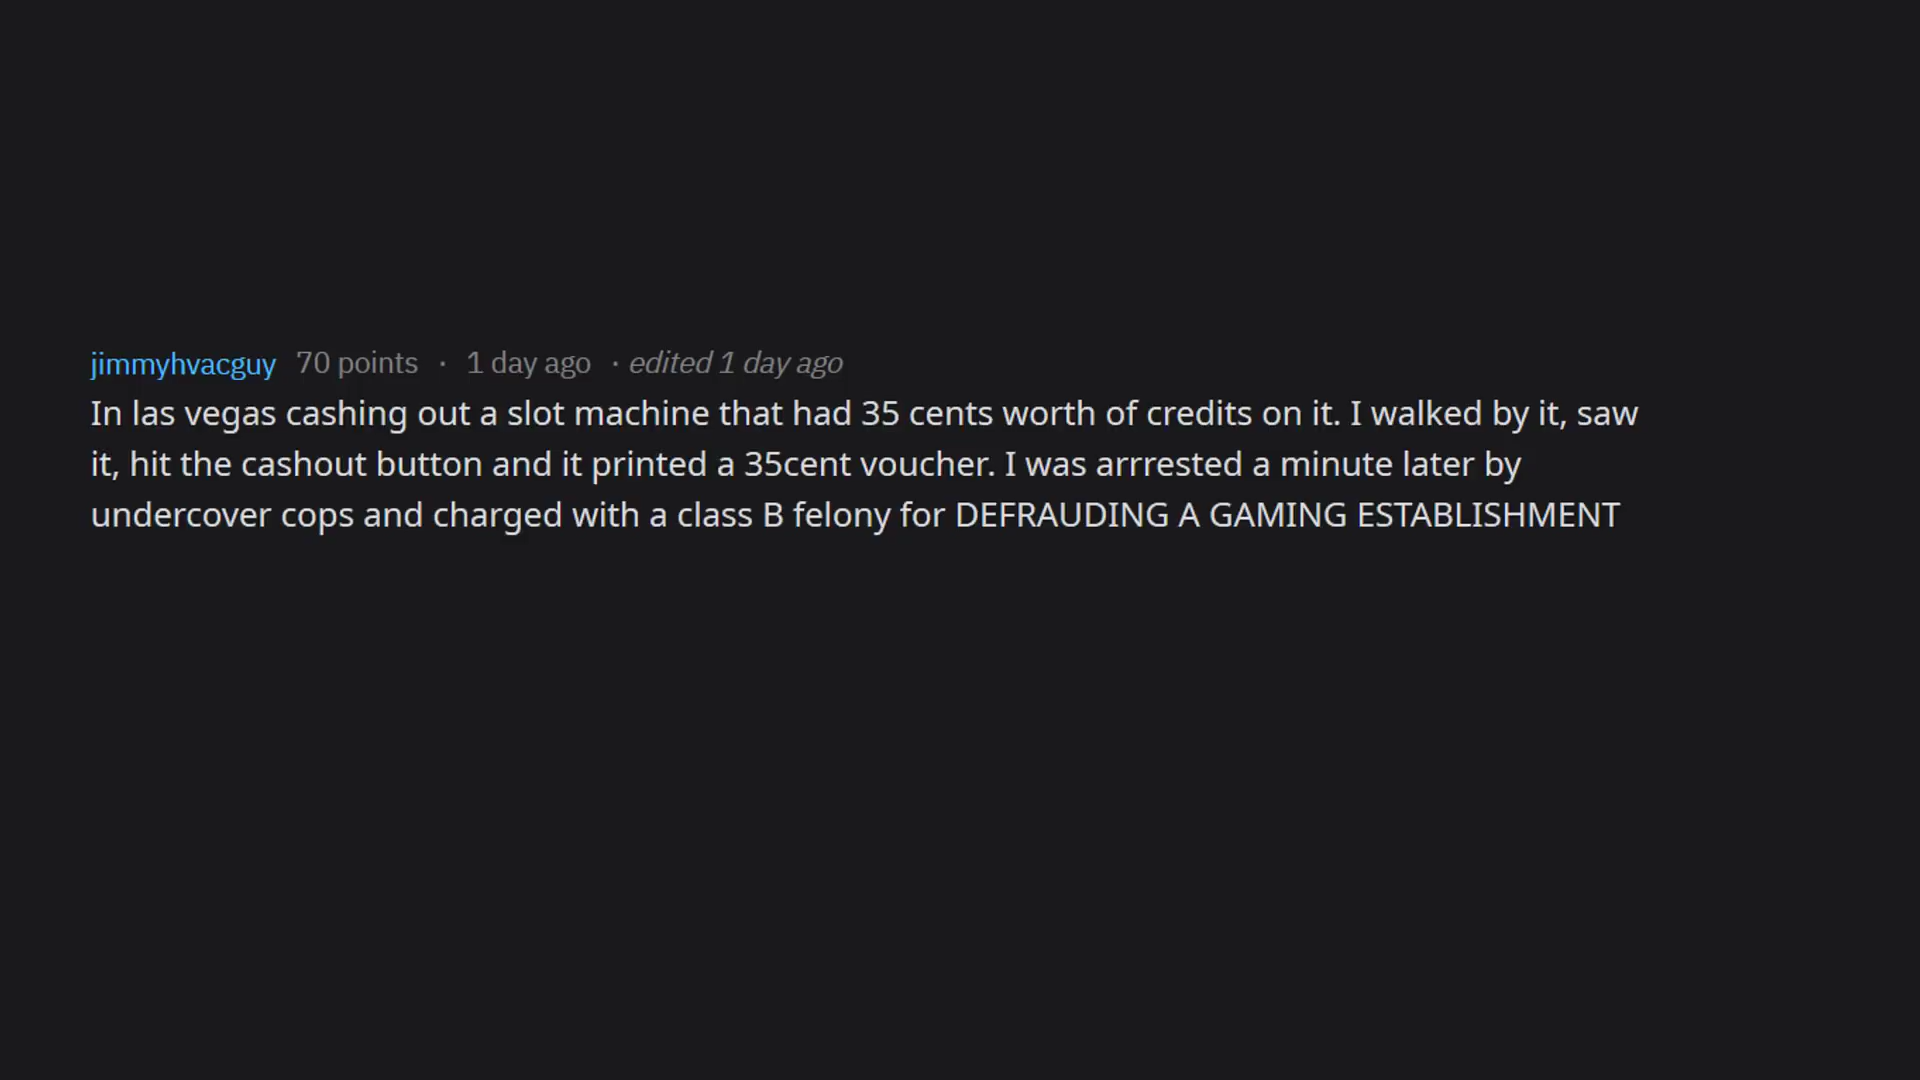 jimmyhvacguy 70 points · 1 day ago · edited 1 day ago
In las vegas cashing out a slot machine that had 35 cents worth of credits on it. I walked by it, saw
it, hit the cashout button and it printed a 35cent voucher. I was arrrested a minute later by
undercover cops and charged with a class B felony for DEFRAUDING A GAMING ESTABLISHMENT